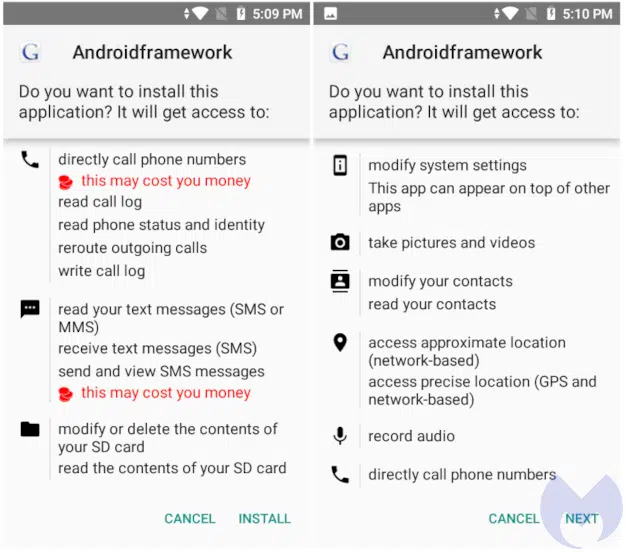 5:09 PM
G Androidframework
Do you want to install this
application? It will get access to:
directly call phone numbers
this may cost you money
read call log
read phone status and identity
reroute outgoing calls
write call log
read your text messages (SMS or
MMS)
receive text messages (SMS)
send and view SMS messages
this may cost you money
modify or delete the contents of
your SD card
read the contents of your SD card
CANCEL INSTALL
5:10 PM
G Androidframework
Do you want to install this
application? It will get access to:
modify system settings
This app can appear on top of other
apps
take pictures and videos
modify your contacts
read your contacts
access approximate location
(network-based)
access precise location (GPS and
network-based)
record audio
directly call phone numbers
CANCEL NEXT